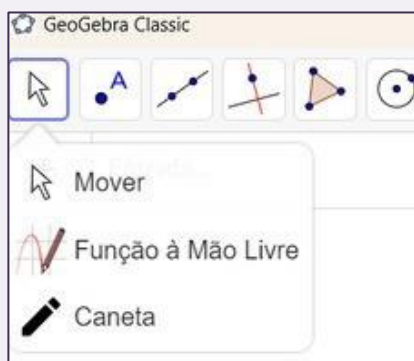 GeoGebra Classic
A
Mover
Função à Mão Livre
Caneta